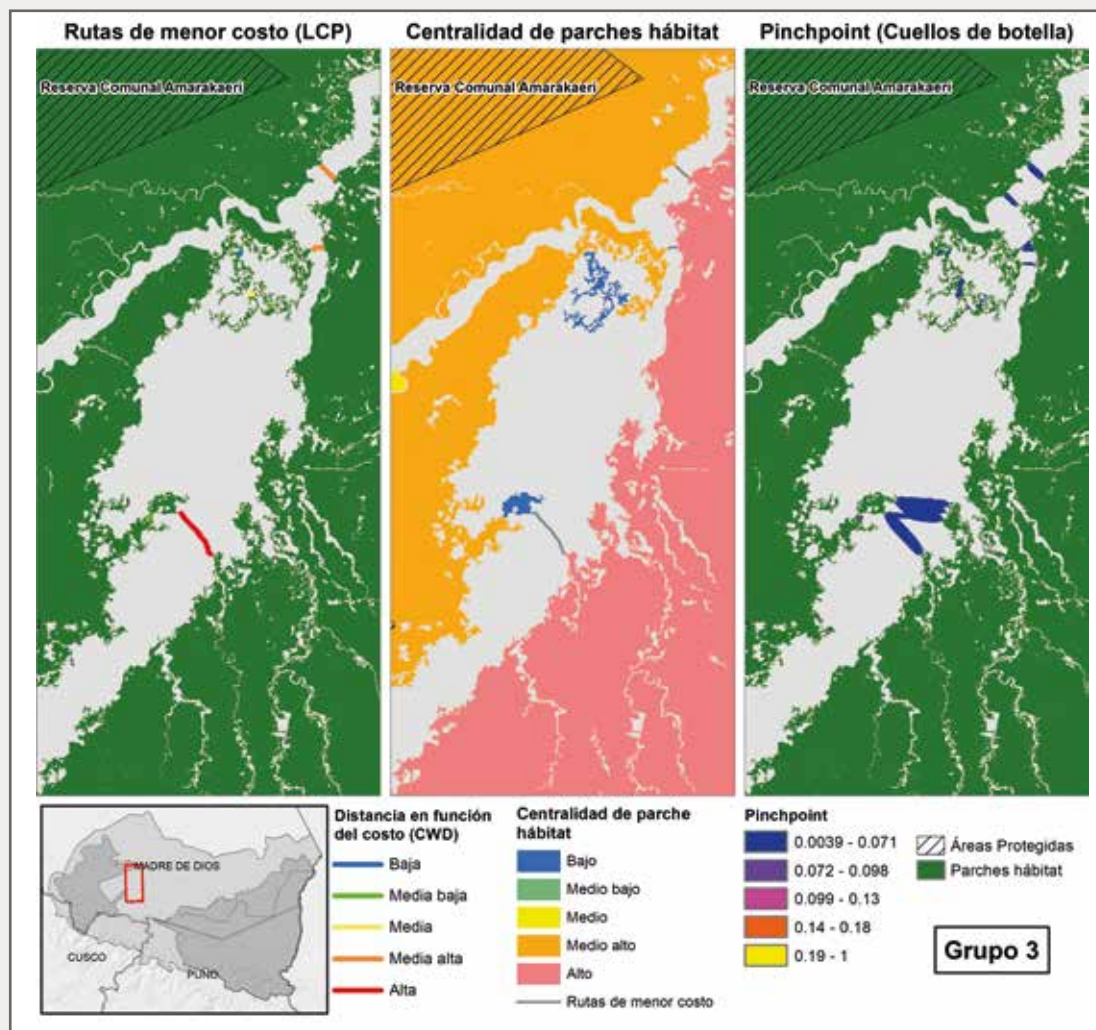 Rutas de menor costo (LCP)
Centralidad de parches hábitat
Pinchpoint (Cuellos de botella)
Reserva Comunal Amarakaeri
Reserva Comunal Amarakaeri
Reserva Comunal Amarakaeri
MADRE DE DIOS
CUSCO
PUNO
Distancia en función
del costo (CWD)
Baja
Media baja
Media
Media alta
Alta
Centralidad de parche
hábitat
Bajo
Medio bajo
Medio
Medio alto
Alto
Rutas de menor costo
Pinchpoint
0.0039 - 0.071
0.072 - 0.098
0.099 - 0.13
0.14 - 0.18
0.19 - 1
Áreas Protegidas
Parches hábitat
Grupo 3